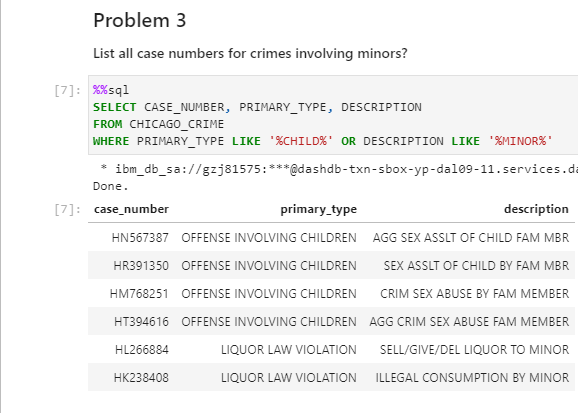 Problem 3
List all case numbers for crimes involving minors?
[7]: %%sql
SELECT CASE_NUMBER, PRIMARY_TYPE, DESCRIPTION
FROM CHICAGO_CRIME
WHERE PRIMARY_TYPE LIKE '%CHILD%' OR DESCRIPTION LIKE '%MINOR%'
* ibm_db_sa://gzj81575:***@dashdb-txn-sbox-yp-dal09-11.services.da
Done.
[7]: case_number primary_type description
HN567387 OFFENSE INVOLVING CHILDREN AGG SEX ASSLT OF CHILD FAM MBR
HR391350 OFFENSE INVOLVING CHILDREN SEX ASSLT OF CHILD BY FAM MBR
HM768251 OFFENSE INVOLVING CHILDREN CRIM SEX ABUSE BY FAM MEMBER
HT394616 OFFENSE INVOLVING CHILDREN AGG CRIM SEX ABUSE FAM MEMBER
HL266884 LIQUOR LAW VIOLATION SELL/GIVE/DEL LIQUOR TO MINOR
HK238408 LIQUOR LAW VIOLATION ILLEGAL CONSUMPTION BY MINOR